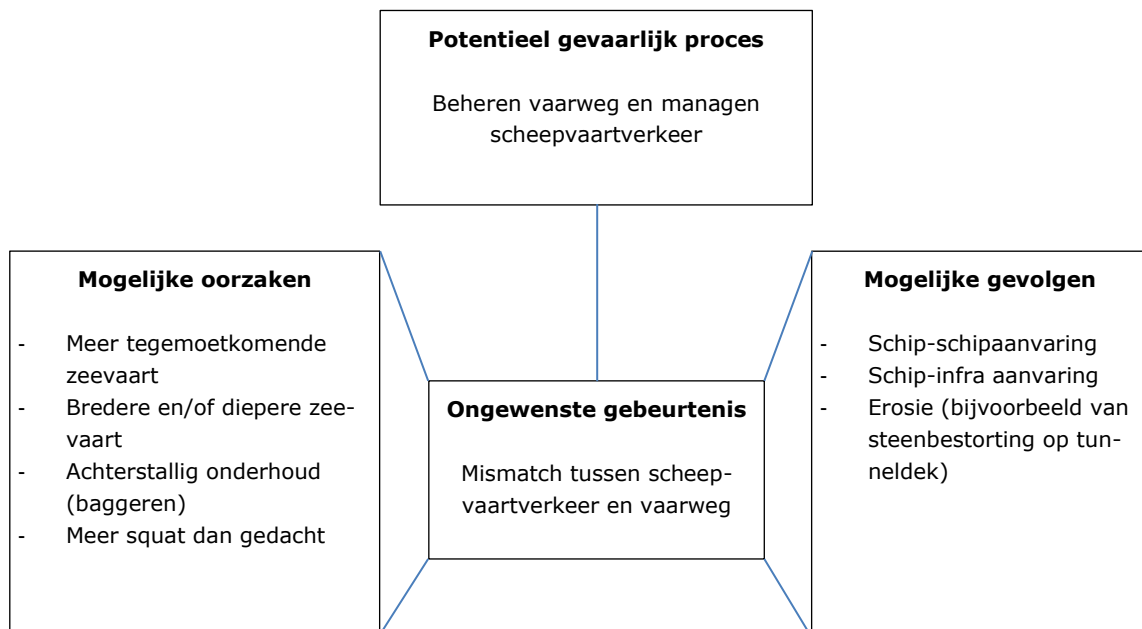 Potentieel gevaarlijk proces
Beheren vaarweg en managen
scheepvaartverkeer
Mogelijke oorzaken
- Meer tegemoetkomende
zeevaart
- Bredere en/of diepere zee-
vaart
- Achterstallig onderhoud
(baggeren)
- Meer squat dan gedacht
Ongewenste gebeurtenis
Mismatch tussen scheep-
vaartverkeer en vaarweg
Mogelijke gevolgen
- Schip-schipaanvaring
- Schip-infra aanvaring
- Erosie (bijvoorbeeld van
steenbestorting op tun-
neldek)